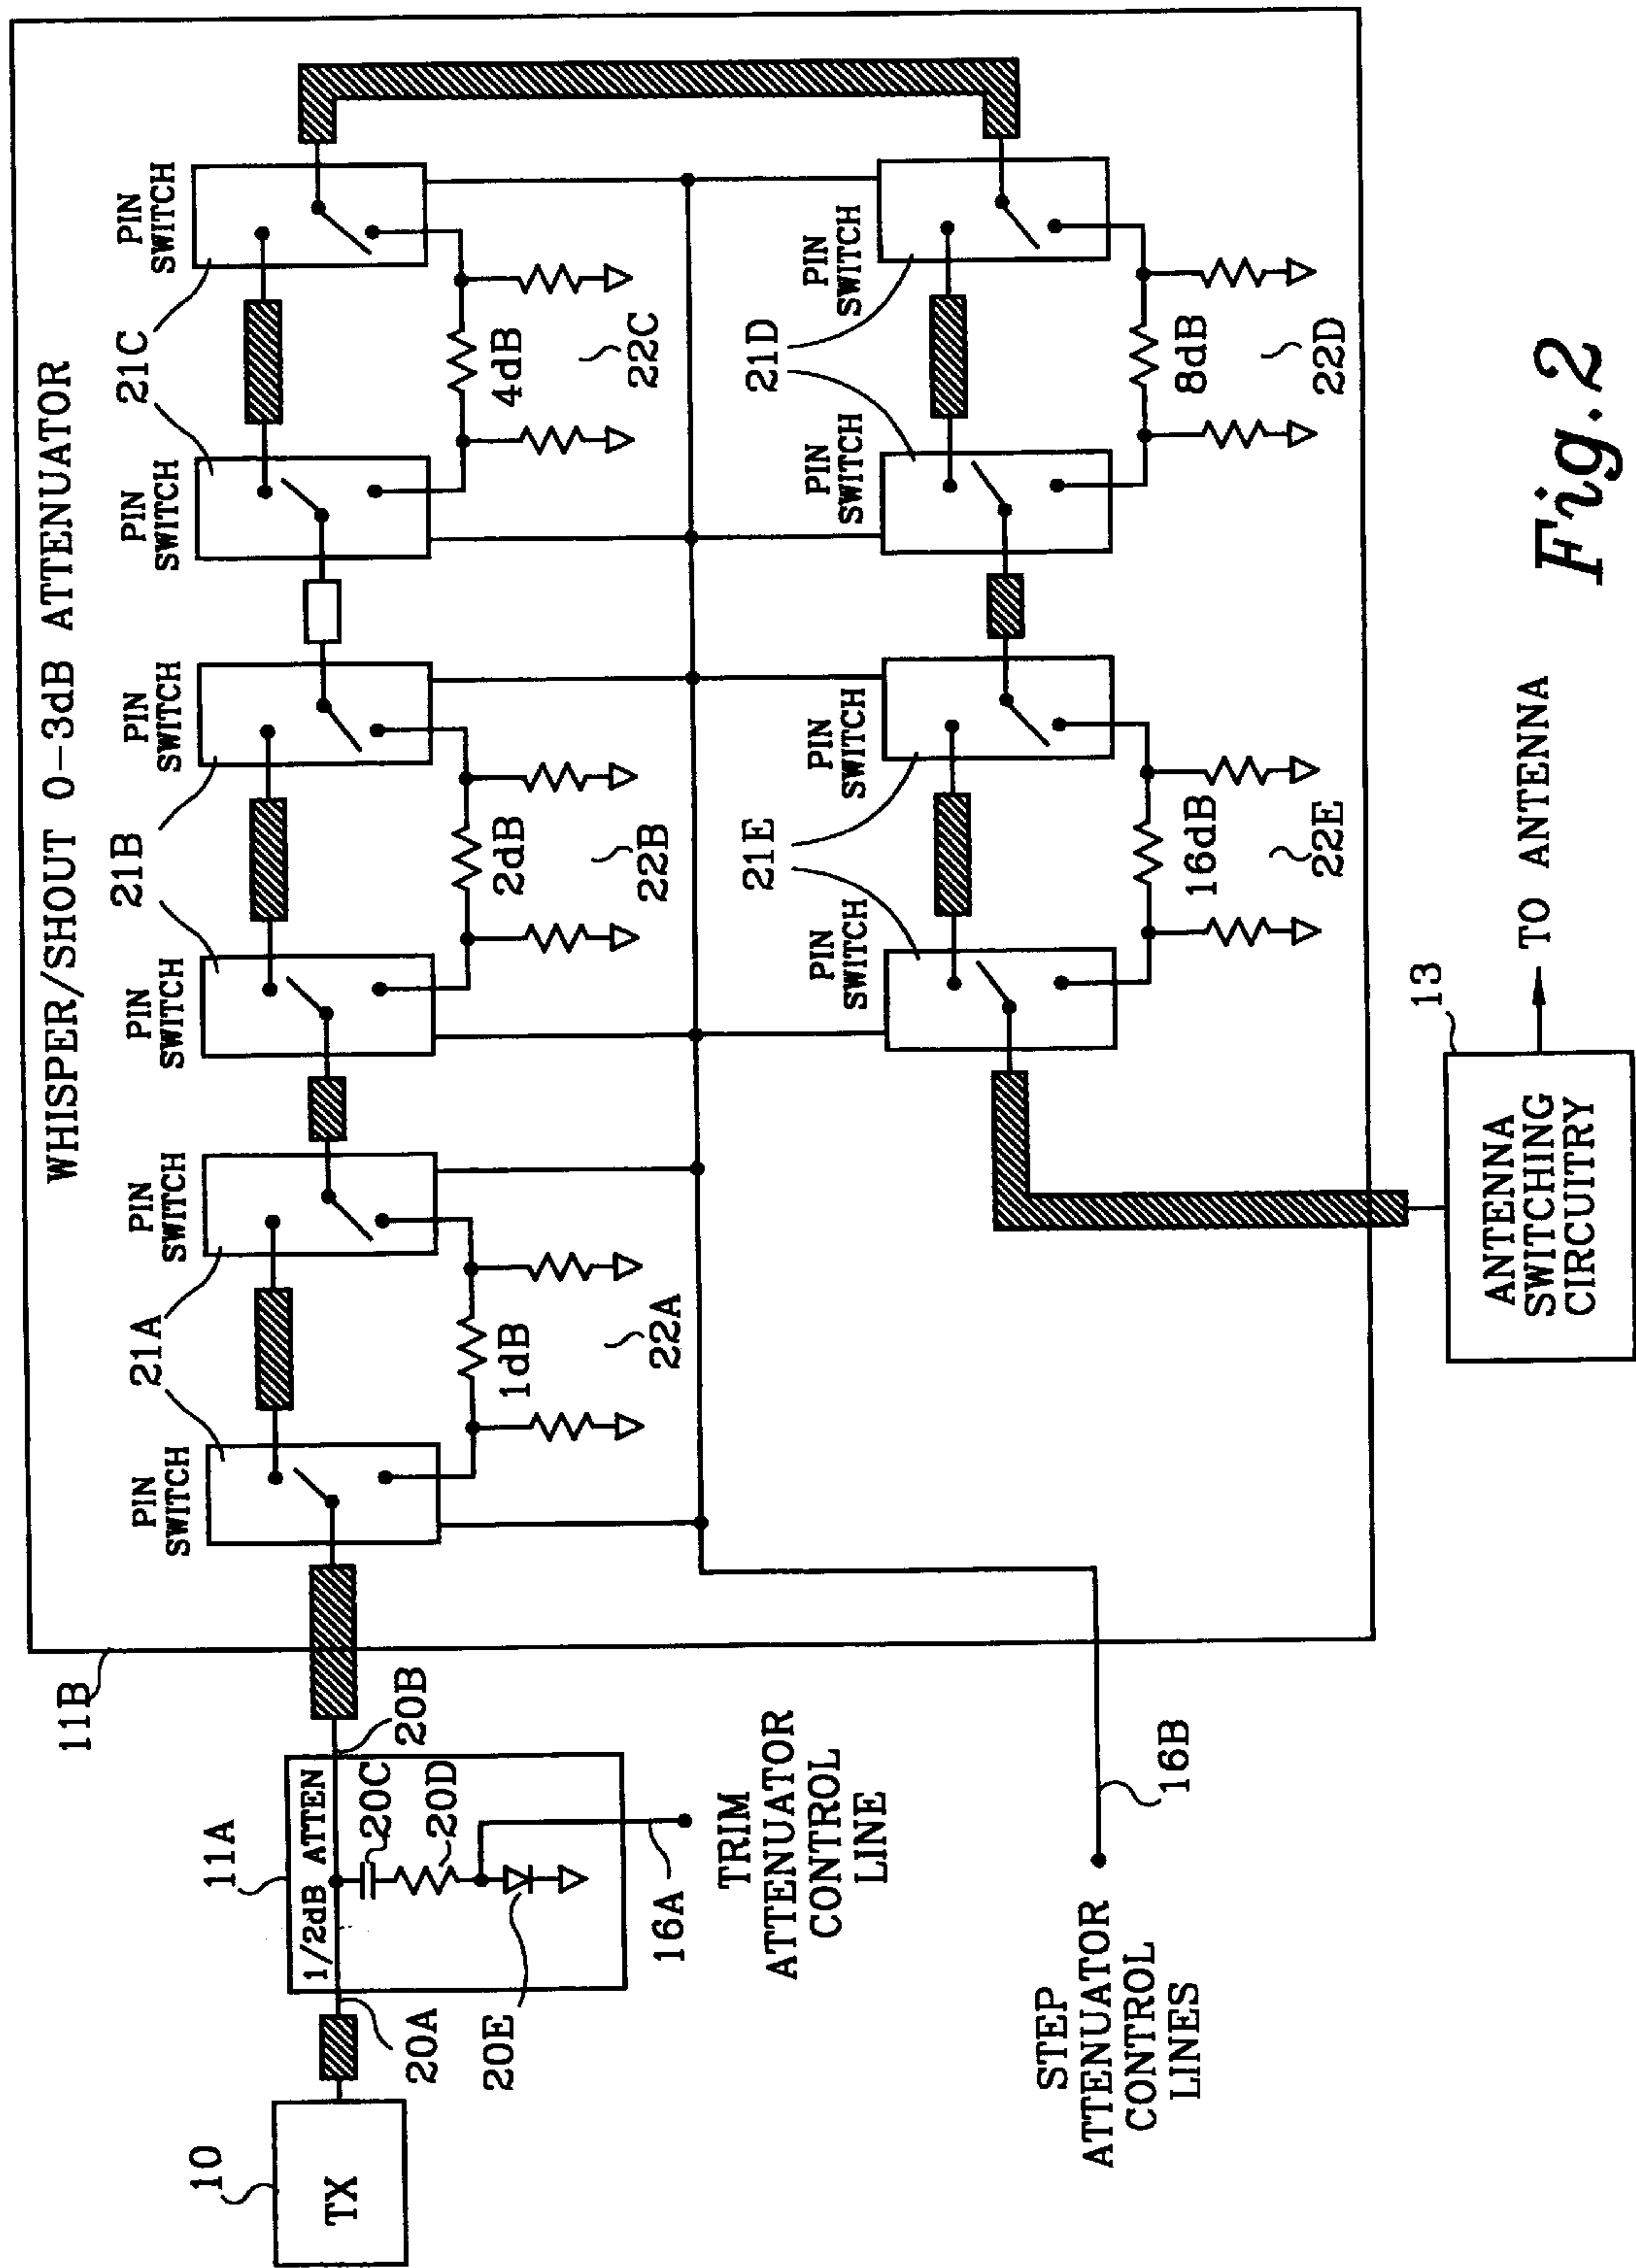 WHISPER/SHOUT 0-3dB ATTENUATOR
11B
21A
21B
21C
PIN
SWITCH
PIN
SWITCH
PIN
SWITCH
PIN
SWITCH
PIN
SWITCH
PIN
SWITCH
1dB
22A
2dB
22B
4dB
22C
10
TX
11A
1/2dB ATTEN
20A
20B
20C
20D
20E
16A
TRIM
ATTENUATOR
CONTROL
LINE
21E
21D
PIN
SWITCH
PIN
SWITCH
PIN
SWITCH
PIN
SWITCH
16dB
22E
8dB
22D
STEP
ATTENUATOR
CONTROL
LINES
16B
13
ANTENNA
SWITCHING
CIRCUITRY
TO ANTENNA
Fig.2